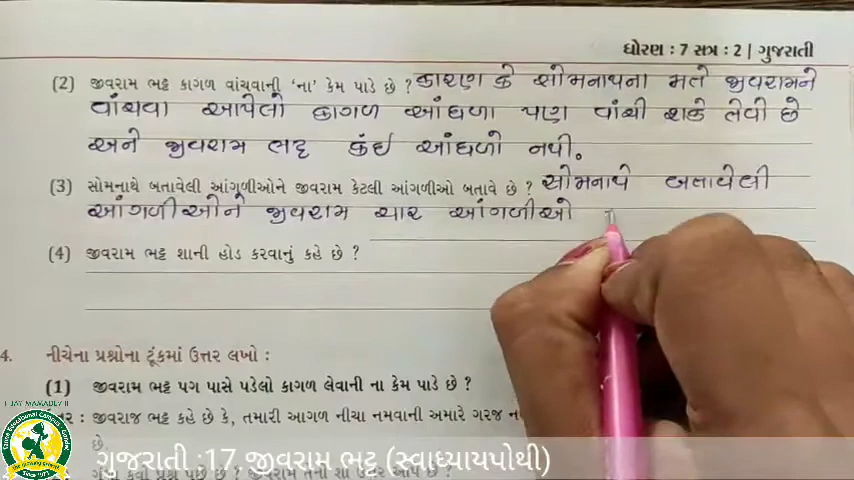 ધોરણ : 7 સત્ર : 2 | ગુજરાતી
(2) જીવરામ ભટ્ટ કાગળ વાંચવાની ‘ના’ કેમ પાડે છે ? કારણ કે સોમનાથના મતે જીવરામને
વાંચવા આપેલો કાગળ આંધળા પણ વાંચી શકે તેવો છે
અને જીવરામ ભટ્ટ કંઈ આંધળો નથી.
(3) સોમનાથે બતાવેલી આંગળીઓને જીવરામ કેટલી આંગળીઓ બતાવે છે ? સોમનાથે બતાવેલી
આંગળીઓને જીવરામ ચાર આંગળીઓ
(4) જીવરામ ભટ્ટ શાની હોડ કરવાનું કહે છે ?
4. નીચેના પ્રશ્નોના ટૂંકમાં ઉત્તર લખો :
(1) જીવરામ ભટ્ટ પગ પાસે પડેલો કાગળ લેવાની ના કેમ પાડે છે ?
જીવરાજ ભટ્ટ કહે છે કે, તમારી આગળ નીચા નમવાની અમારે ગરજ
છે.
ગુજરાતી :17 જીવરામ ભટ્ટ (સ્વાધ્યાયપોથી)